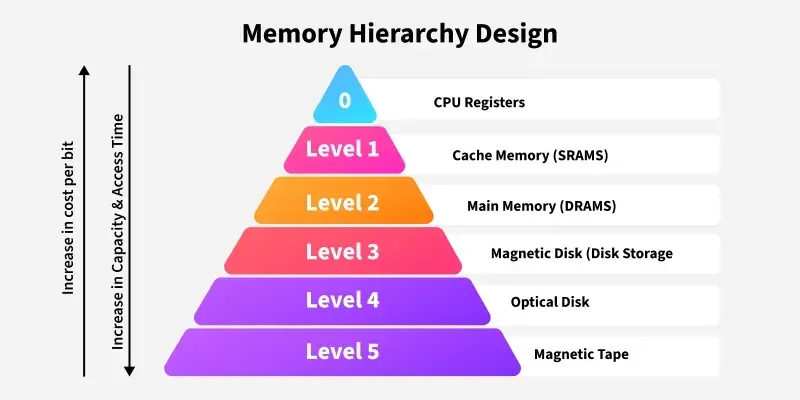 Memory Hierarchy Design
Increase in cost per bit
Increase in Capacity & Access Time
0
CPU Registers
Level 1
Cache Memory (SRAMS)
Level 2
Main Memory (DRAMS)
Level 3
Magnetic Disk (Disk Storage
Level 4
Optical Disk
Level 5
Magnetic Tape